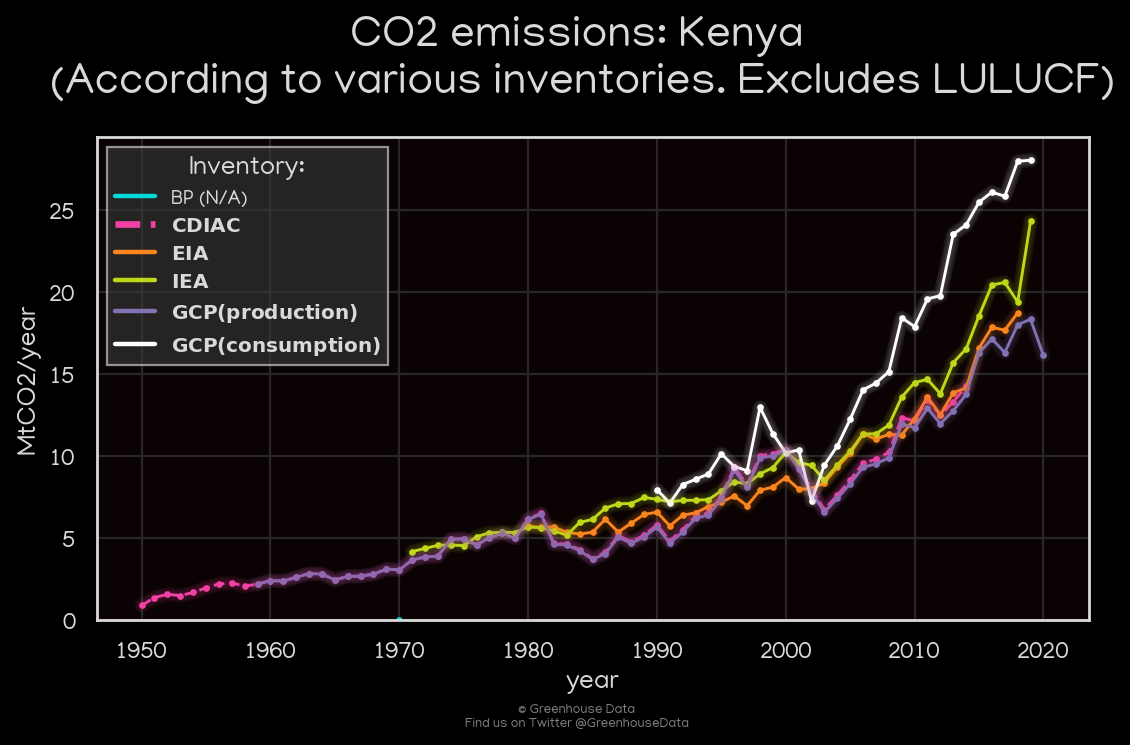 CO2 emissions: Kenya
(According to various inventories. Excludes LULUCF)
Inventory:
BP (N/A)
CDIAC
EIA
IEA
GCP(production)
GCP(consumption)
MtCO2/year
25
20
15
10
5
0
1950 1960 1970 1980 1990 2000 2010 2020
year
© Greenhouse Data
Find us on Twitter @GreenhouseData